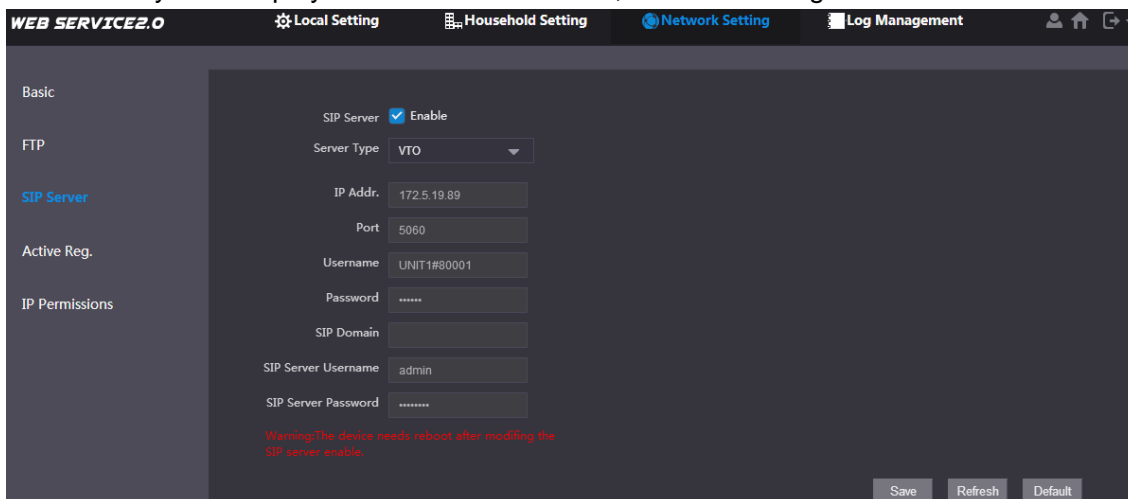 WEB SERVICE2.0 Local Setting Household Setting Network Setting Log Management
Basic
SIP Server Enable
FTP
Server Type VTO
SIP Server
IP Addr. 172.5.19.89
Port 5060
Active Reg.
Username UNIT1#80001
IP Permissions
Password ••••••
SIP Domain
SIP Server Username admin
SIP Server Password ••••••••
Warning:The device needs reboot after modifing the
SIP server enable.
Save Refresh Default